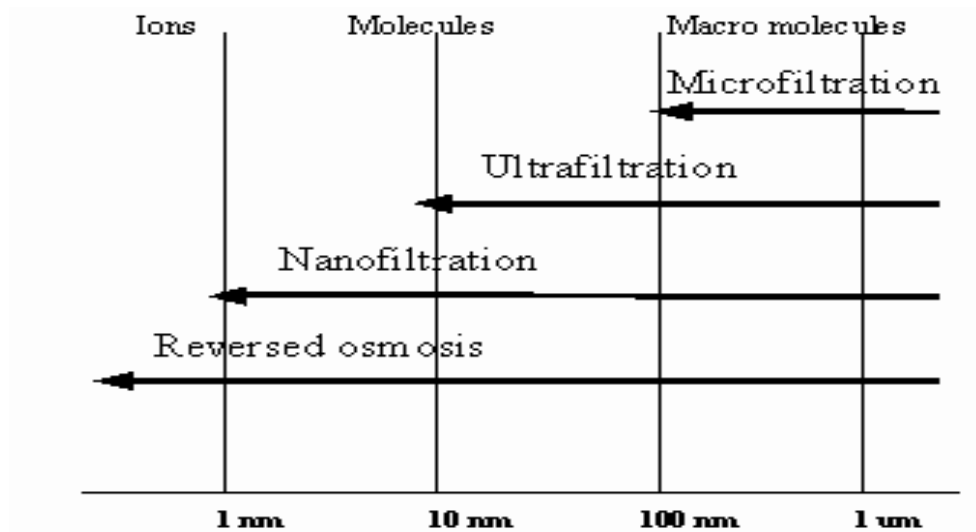 Ions Molecules Macro molecules
Microfiltration
Ultrafiltration
Nanofiltration
Reversed osmosis
1 nm 10 nm 100 nm 1 um